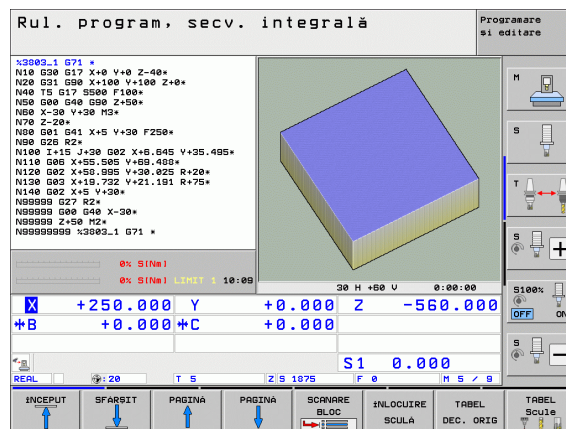 Rul. program, secv. integrală
Programare
și editare
%3803_1 G71 *
N10 G30 G17 X+0 Y+0 Z-40*
N20 G31 G90 X+100 Y+100 Z+0*
N40 T5 G17 S500 F100*
N50 G00 G40 G90 Z+50*
N60 X-30 Y+30 M3*
N70 Z-20*
N80 G01 G41 X+5 Y+30 F250*
N90 G26 R2*
N100 I+15 J+30 G02 X+6.645 Y+35.495*
N110 G06 X+55.505 Y+69.488*
N120 G02 X+58.995 Y+30.025 R+20*
N130 G03 X+19.732 Y+21.191 R+75*
N140 G02 X+5 Y+30*
N99999 G27 R2*
N99999 G00 G40 X-30*
N99999 Z+50 M2*
N99999999 %3803_1 G71 *
0% S[Nm]
0% S[Nm] LIMIT 1 10:09
30 H +60 V 0:00:00
X +250.000 Y +0.000 Z -560.000
B +0.000 C +0.000
S1 0.000
REAL 20 T 5 Z S 1875 F 0 M 5 / 9
M
S
T
S
S100%
OFF ON
S
ÎNCEPUT
SFÂRȘIT
PAGINĂ
PAGINĂ
SCANARE
BLOC
ÎNLOCUIRE
SCULĂ
TABEL
DEC. ORIG
TABEL
Scule